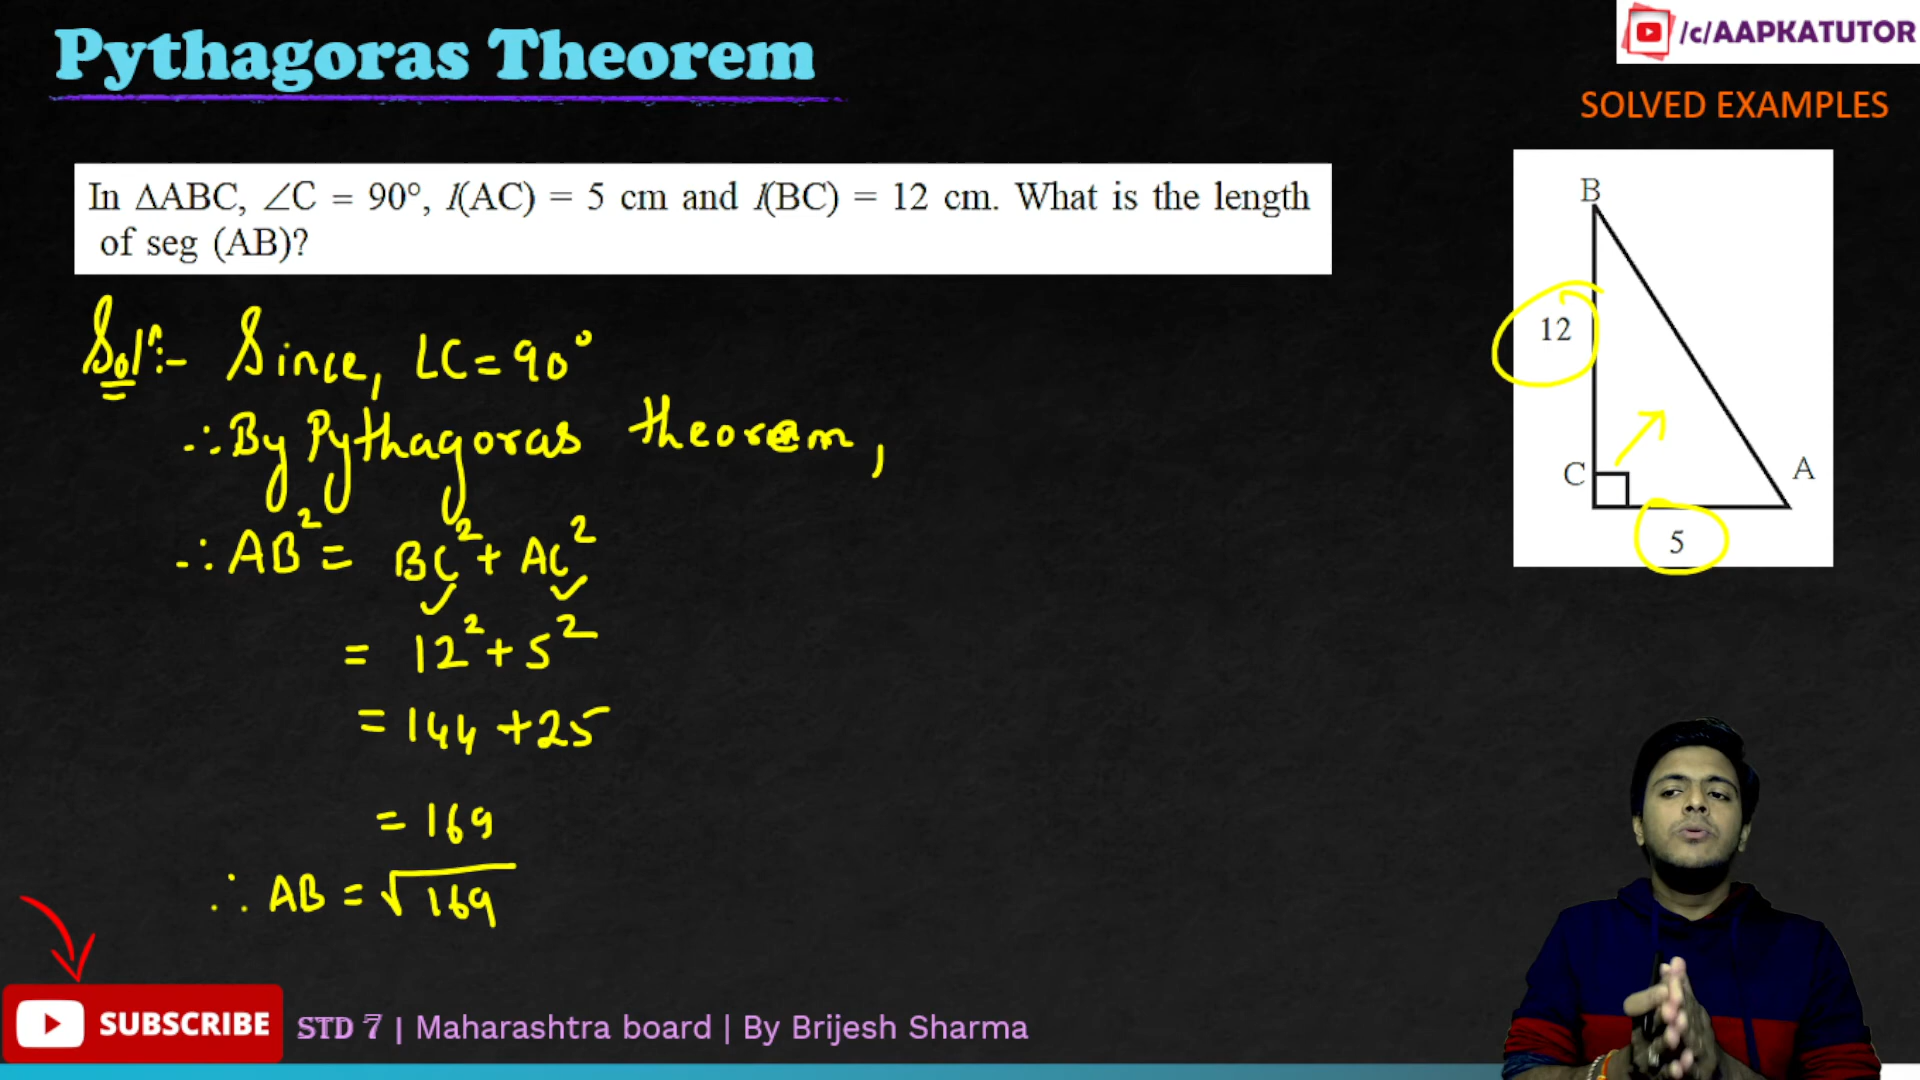 Pythagoras Theorem
/c/AAPKATUTOR
SOLVED EXAMPLES
In ΔABC, ∠C = 90°, l(AC) = 5 cm and l(BC) = 12 cm. What is the length
of seg (AB)?
B
12
C
A
5
Solⁿ:- Since, ∠C = 90°
∴ By Pythagoras theorem,
∴ AB² = BC² + AC²
= 12² + 5²
= 144 + 25
= 169
∴ AB = √169
SUBSCRIBE
STD 7 | Maharashtra board | By Brijesh Sharma